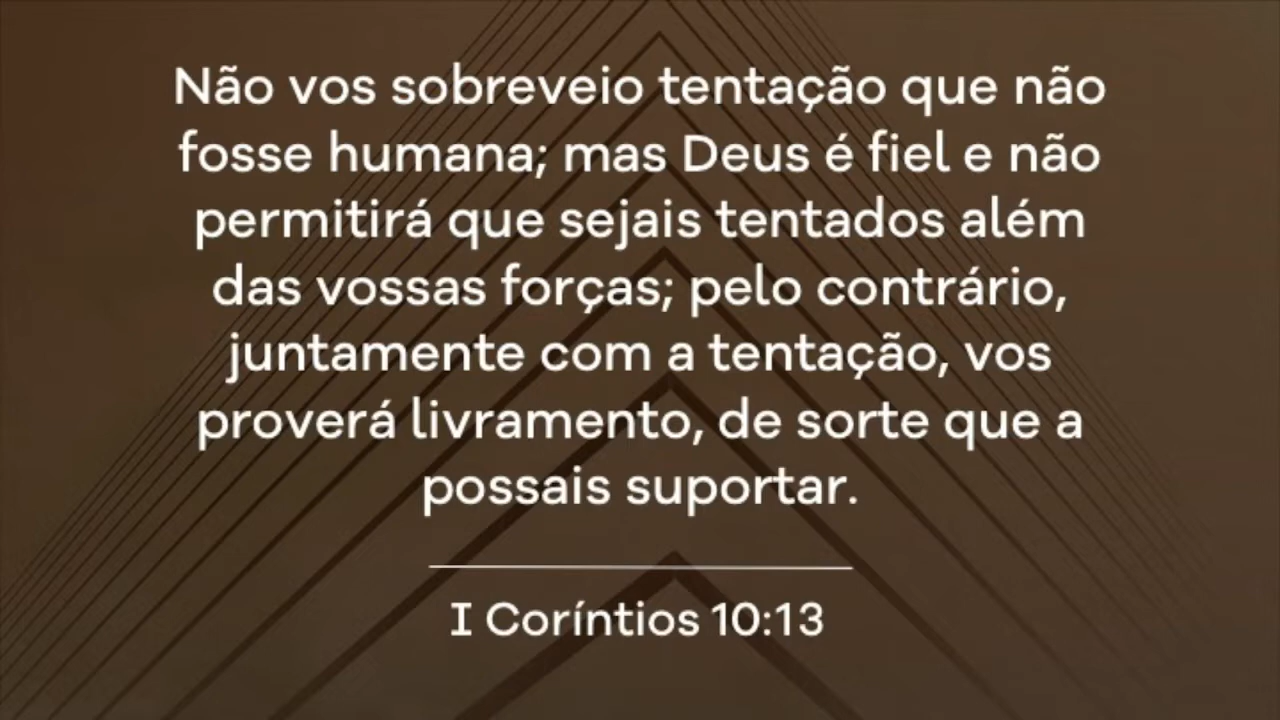 Não vos sobreveio tentação que não
fosse humana; mas Deus é fiel e não
permitirá que sejais tentados além
das vossas forças; pelo contrário,
juntamente com a tentação, vos
proverá livramento, de sorte que a
possais suportar.
I Coríntios 10:13